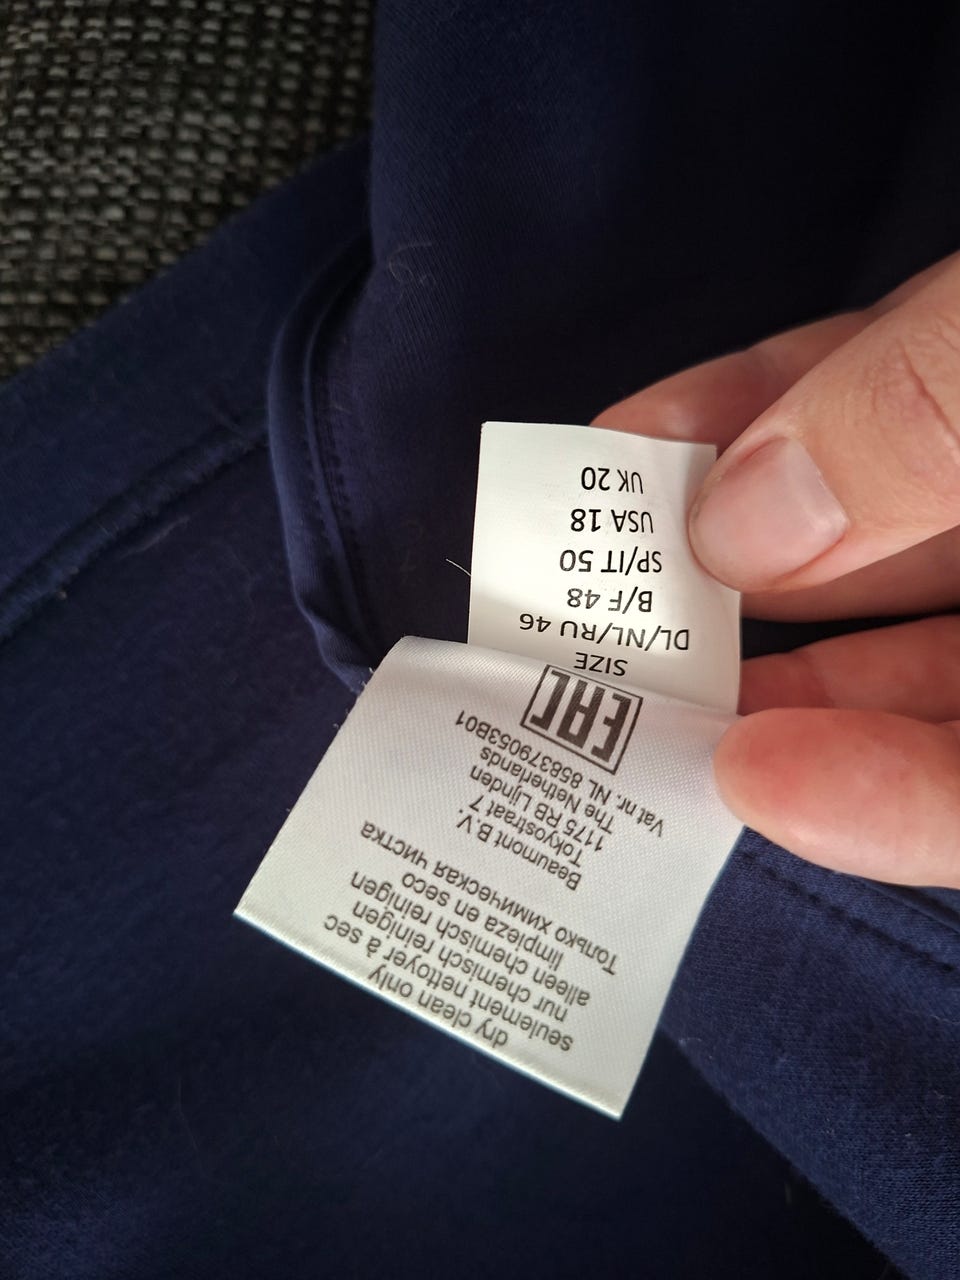 dry clean only
seulement nettoyer à sec
nur chemisch reinigen
alleen chemisch reinigen
limpieza en seco
Только химическая чистка
Beaumont B.V.
Tokyostraat 7
1175 RB Lijnden
The Netherlands
Vat nr. NL 858379053B01
EAC
SIZE
DL/NL/RU 46
B/F 48
SP/IT 50
USA 18
UK 20